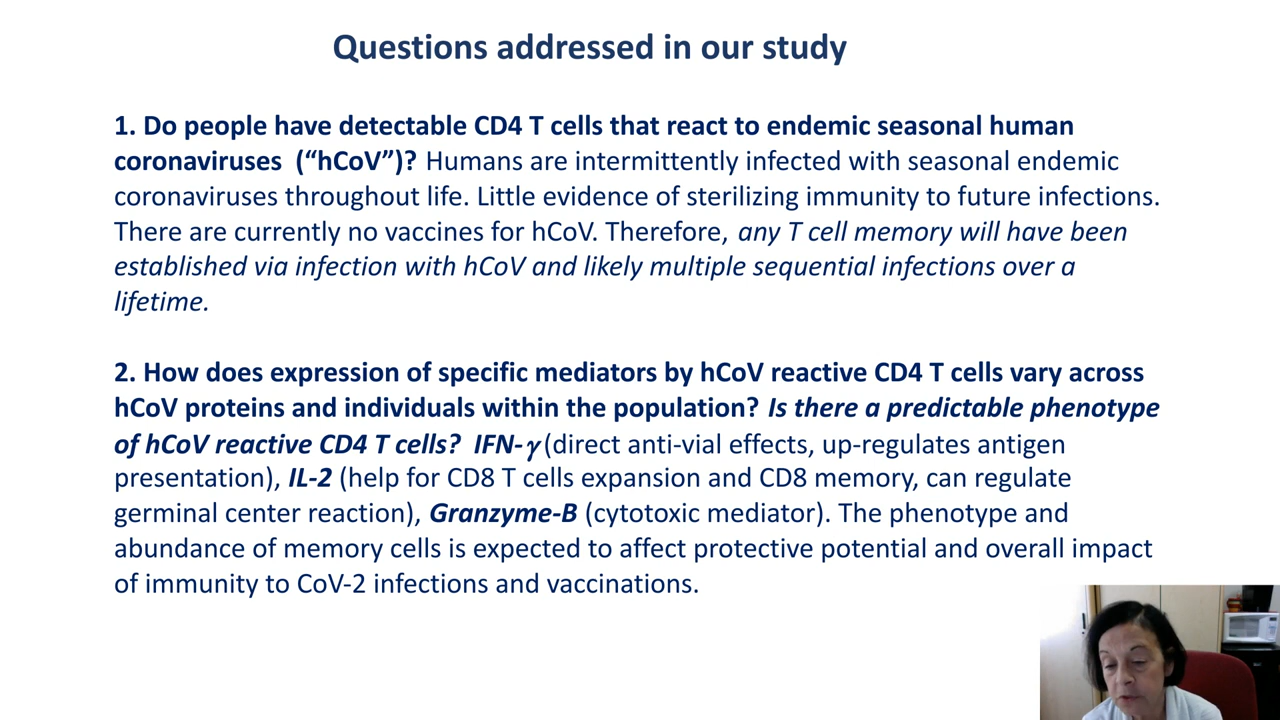 Questions addressed in our study
1. Do people have detectable CD4 T cells that react to endemic seasonal human
coronaviruses (“hCoV”)? Humans are intermittently infected with seasonal endemic
coronaviruses throughout life. Little evidence of sterilizing immunity to future infections.
There are currently no vaccines for hCoV. Therefore, any T cell memory will have been
established via infection with hCoV and likely multiple sequential infections over a
lifetime.
2. How does expression of specific mediators by hCoV reactive CD4 T cells vary across
hCoV proteins and individuals within the population? Is there a predictable phenotype
of hCoV reactive CD4 T cells? IFN-γ (direct anti-vial effects, up-regulates antigen
presentation), IL-2 (help for CD8 T cells expansion and CD8 memory, can regulate
germinal center reaction), Granzyme-B (cytotoxic mediator). The phenotype and
abundance of memory cells is expected to affect protective potential and overall impact
of immunity to CoV-2 infections and vaccinations.